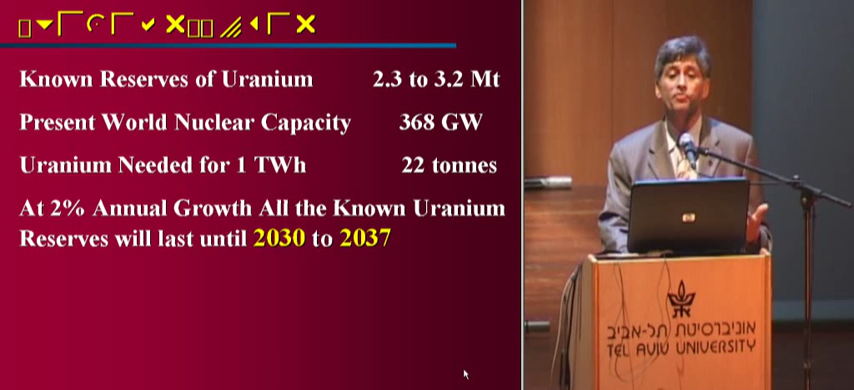 Known Reserves of Uranium 2.3 to 3.2 Mt
Present World Nuclear Capacity 368 GW
Uranium Needed for 1 TWh 22 tonnes
At 2% Annual Growth All the Known Uranium
Reserves will last until 2030 to 2037
אוניברסיטת תל-אביב
TEL AVIV UNIVERSITY
hp